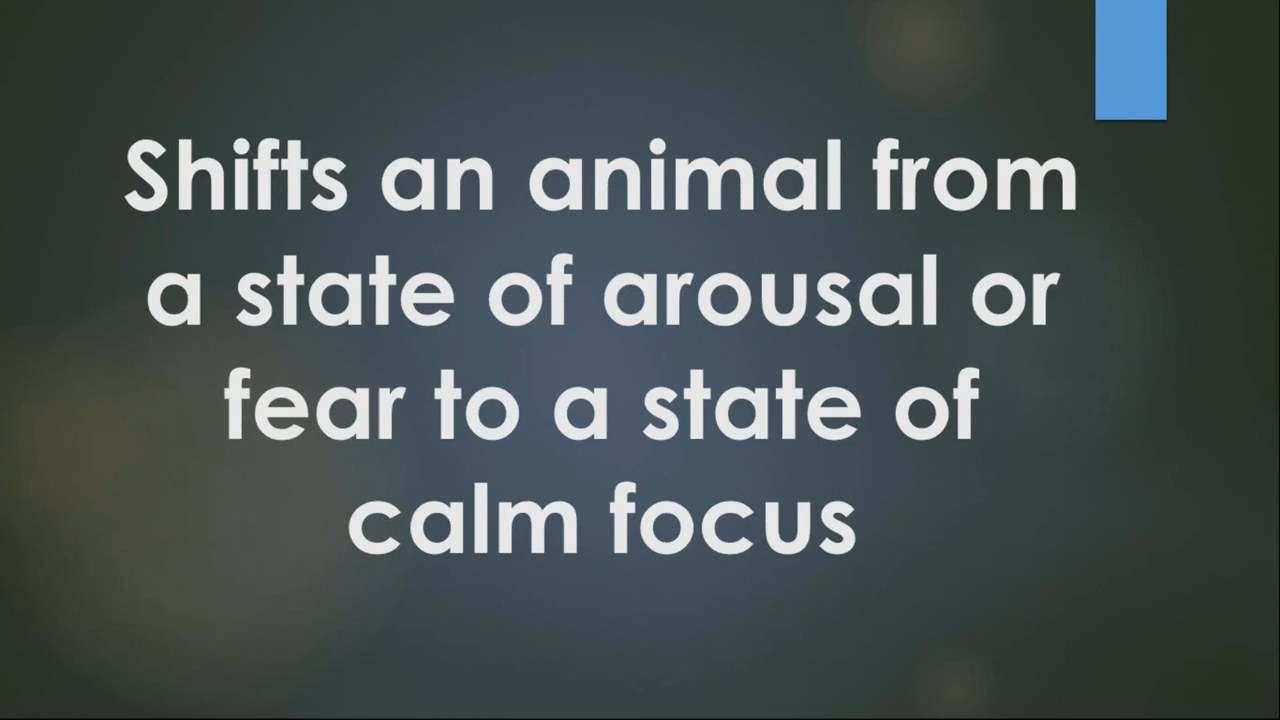 Shifts an animal from
a state of arousal or
fear to a state of
calm focus